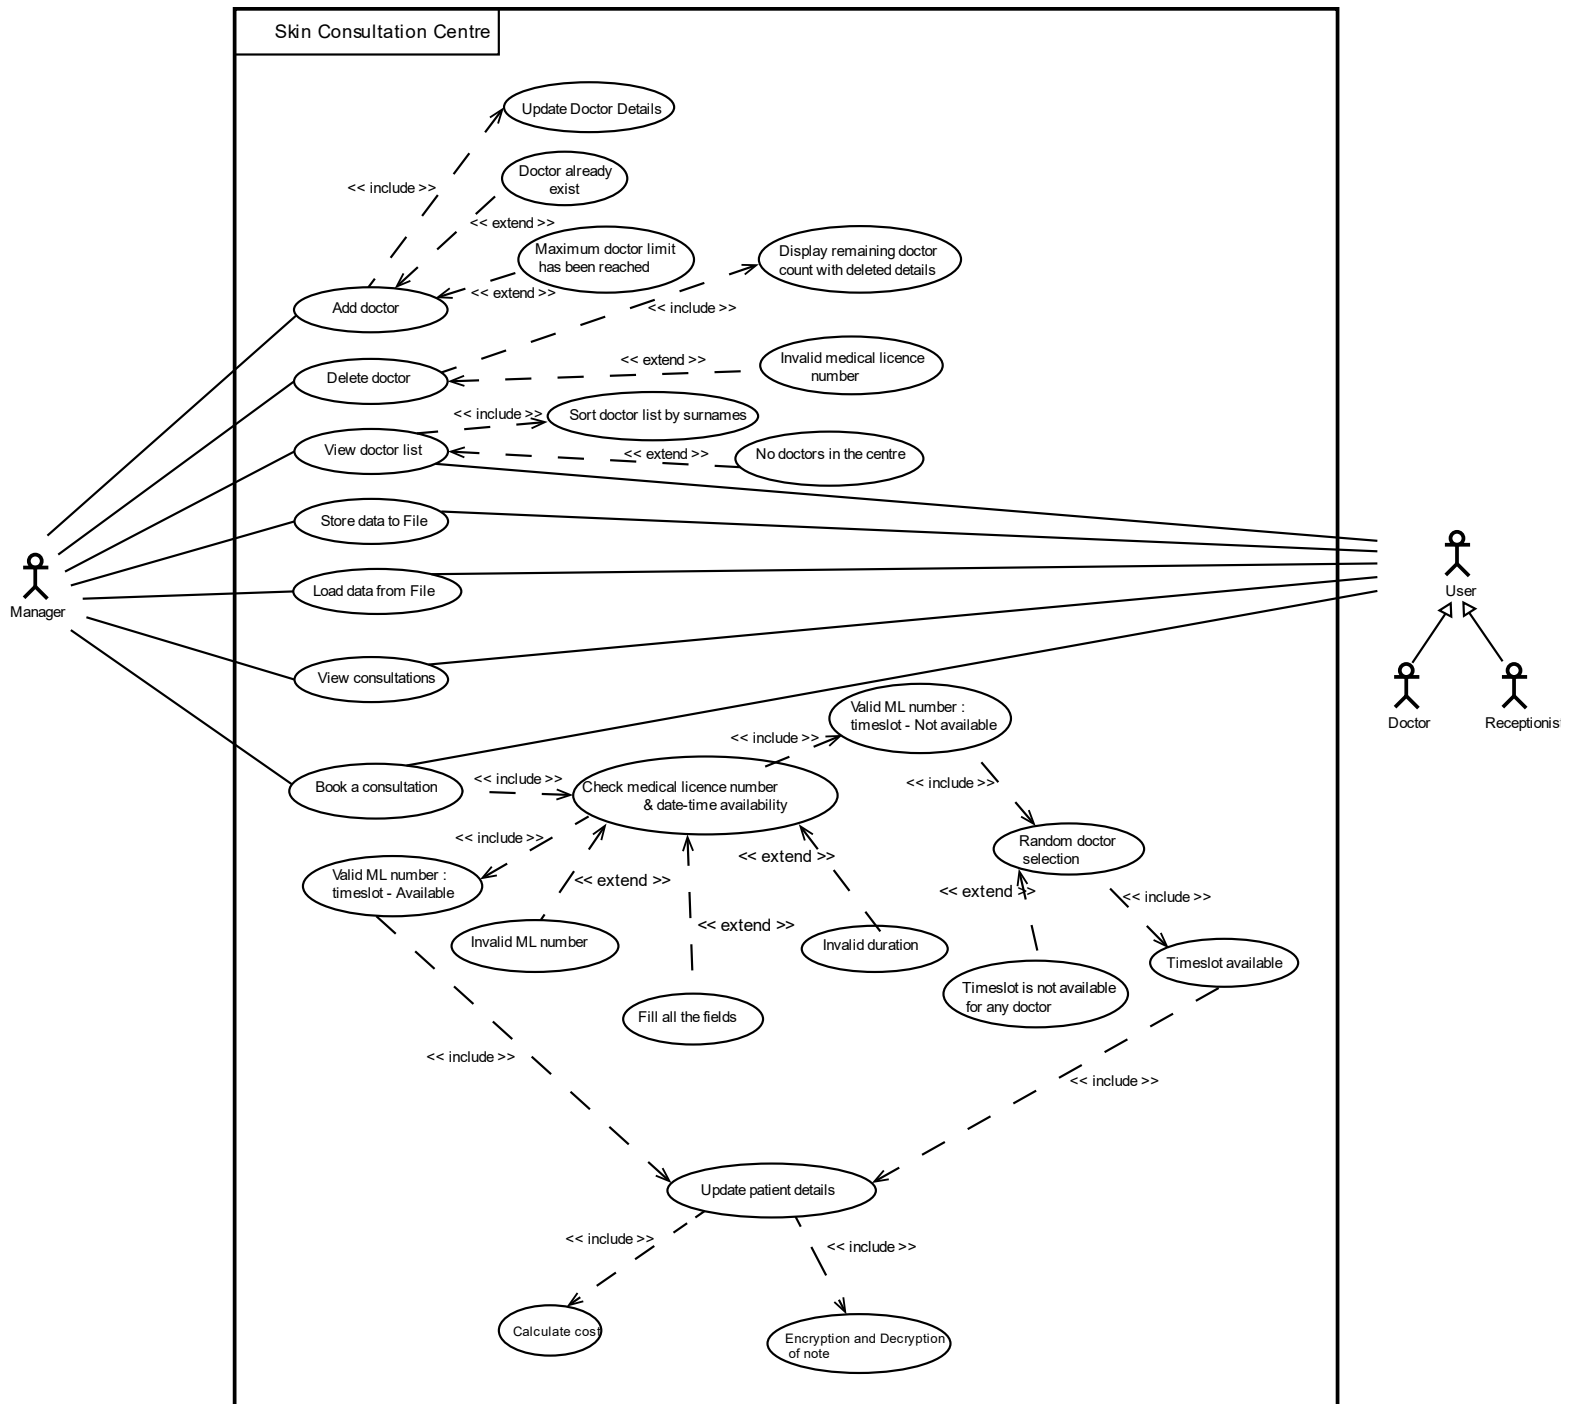 Skin Consultation Centre
Update Doctor Details
Doctor already
exist
<< include >>
<< extend >>
Maximum doctor limit
has been reached
<< extend >>
Display remaining doctor
count with deleted details
<< include >>
Add doctor
Delete doctor
<< extend >>
Invalid medical licence
number
<< include >>
Sort doctor list by surnames
View doctor list
<< extend >>
No doctors in the centre
Store data to File
Load data from File
Manager
User
View consultations
Doctor
Receptionis
Valid ML number :
timeslot - Not available
<< include >>
Book a consultation
<< include >>
Check medical licence number
& date-time availability
<< include >>
<< include >>
Random doctor
selection
<< extend >>
Valid ML number :
timeslot - Available
<< extend >>
<< extend >>
<< include >>
<< extend >>
Invalid ML number
Invalid duration
Timeslot available
Timeslot is not available
for any doctor
Fill all the fields
<< include >>
<< include >>
Update patient details
<< include >>
<< include >>
Calculate cost
Encryption and Decryption
of note